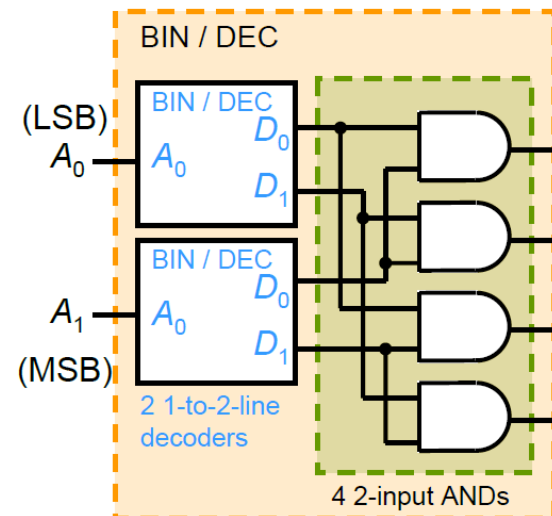 BIN / DEC
(LSB)
A₀
BIN / DEC
D₀
A₀
D₁
BIN / DEC
D₀
A₁
A₀
D₁
(MSB)
2 1-to-2-line
decoders
4 2-input ANDs